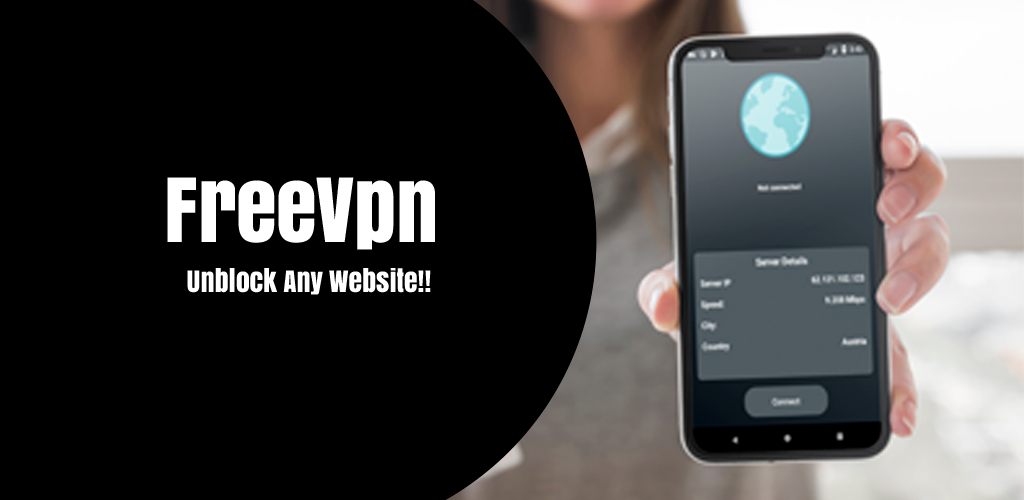 FreeVpn
Unblock Any Website!!
Not connected
Server Details
Server IP
Speed:
City:
Country Austria
Connect